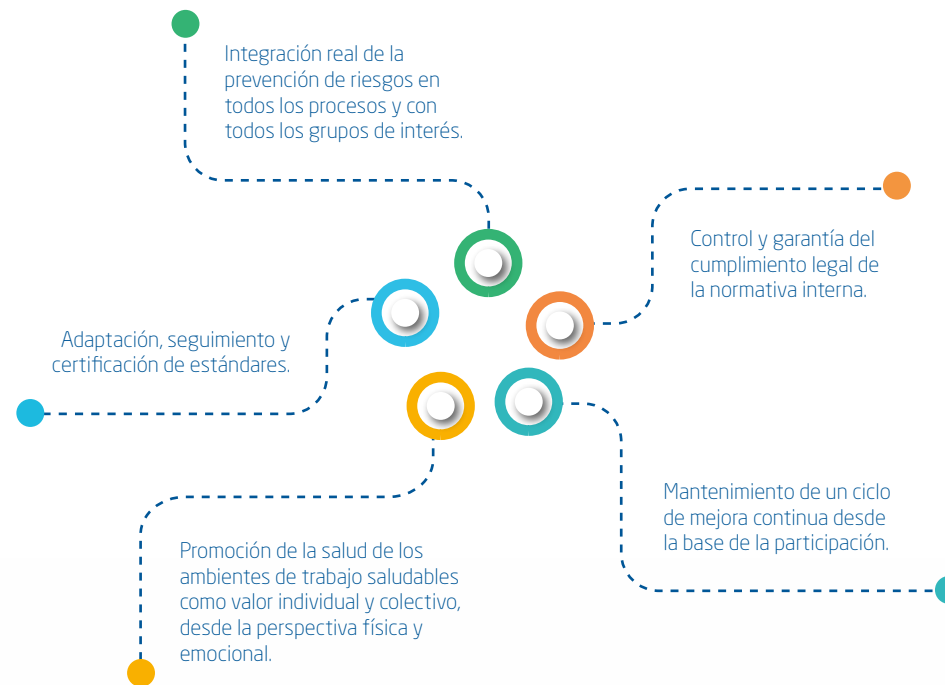 Integración real de la
prevención de riesgos en
todos los procesos y con
todos los grupos de interés.
Control y garantía del
cumplimiento legal de
la normativa interna.
Adaptación, seguimiento y
certificación de estándares.
Mantenimiento de un ciclo
de mejora continua desde
la base de la participación.
Promoción de la salud de los
ambientes de trabajo saludables
como valor individual y colectivo,
desde la perspectiva física y
emocional.